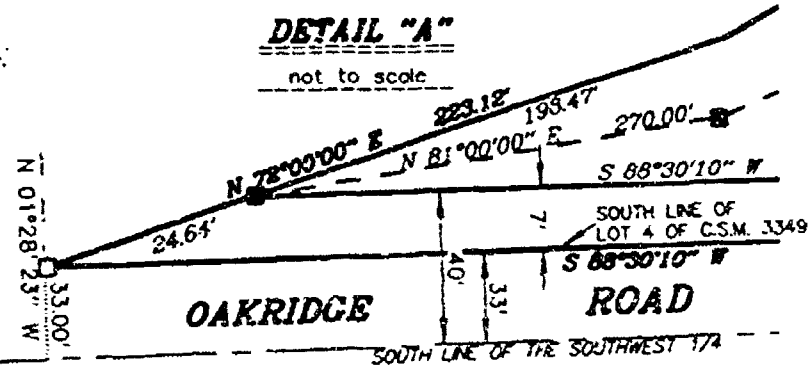 DETAIL "A"
not to scale
223.12'
193.47'
270.00'
N 72°00'00" E
N 81°00'00" E
S 88°30'10" W
24.64'
7'
SOUTH LINE OF
LOT 4 OF C.S.M. 3349
S 88°30'10" W
N 01°28'23" W
33.00'
40'
33'
OAKRIDGE ROAD
SOUTH LINE OF THE SOUTHWEST 1/4